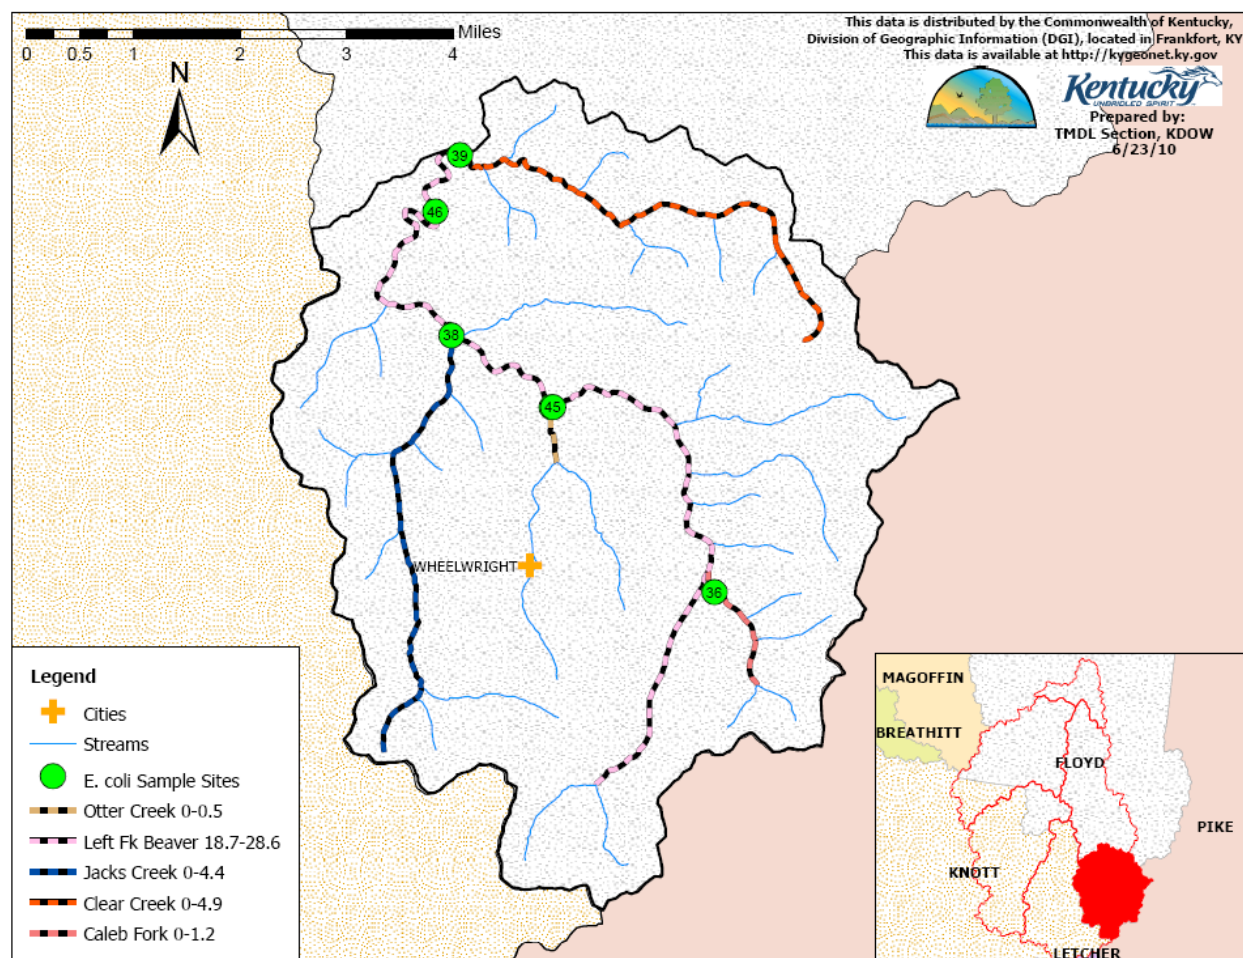 This data is distributed by the Commonwealth of Kentucky,
Division of Geographic Information (DGI), located in Frankfort, KY
This data is available at http://kygeonet.ky.gov
Miles
0 0.5 1 2 3 4
N
Kentucky
UNBRIDLED SPIRIT
Prepared by:
TMDL Section, KDOW
6/23/10
39
46
38
45
WHEELWRIGHT
36
Legend
Cities
Streams
E. coli Sample Sites
Otter Creek 0-0.5
Left Fk Beaver 18.7-28.6
Jacks Creek 0-4.4
Clear Creek 0-4.9
Caleb Fork 0-1.2
MAGOFFIN
BREATHITT
FLOYD
PIKE
KNOTT
LETCHER